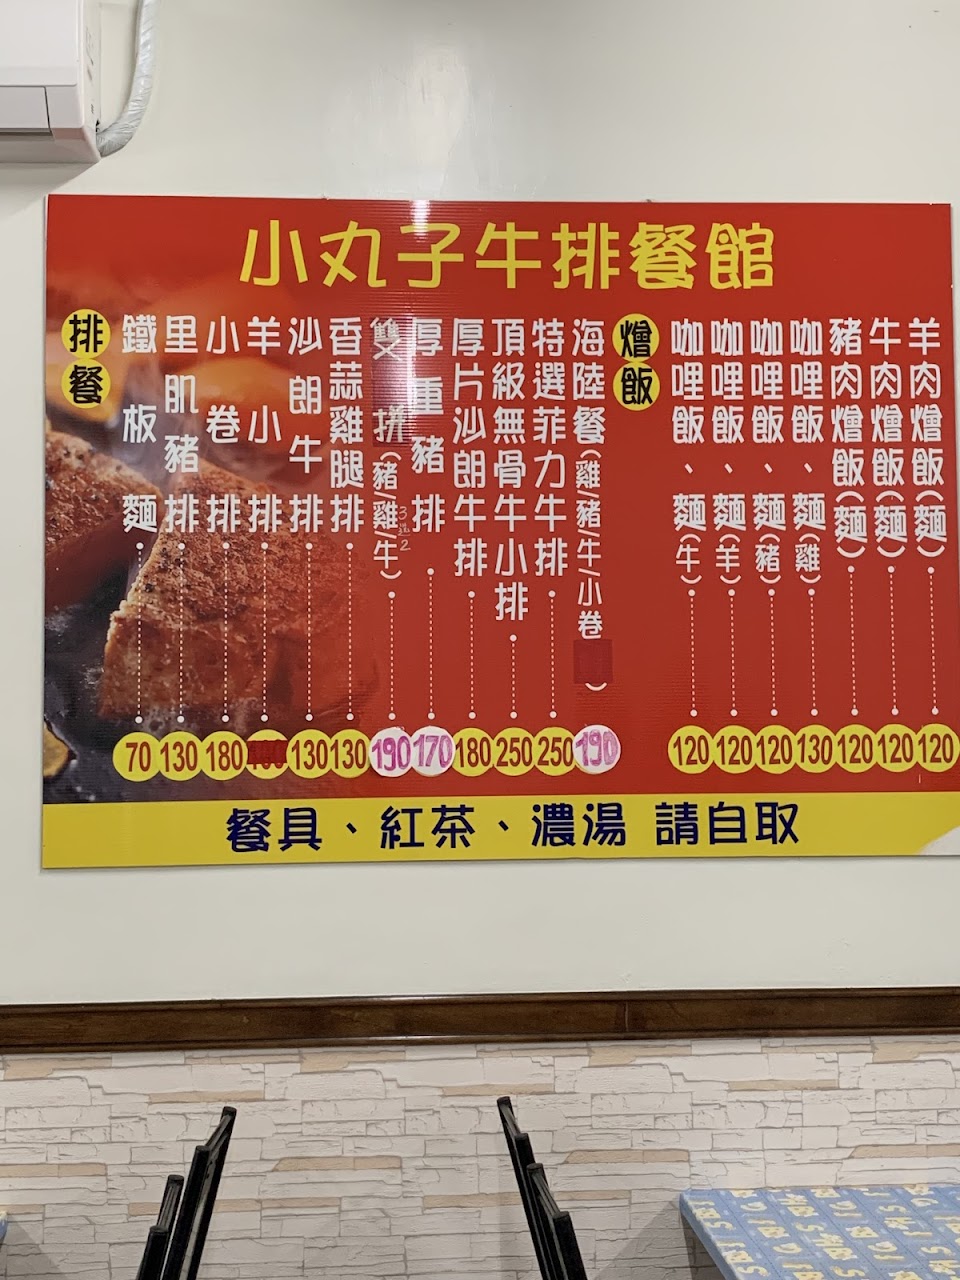 小丸子牛排餐館
排餐
鐵板麵 70
里肌豬排 130
小卷排 180
羊小排
沙朗牛排 130
香蒜雞腿排 130
雙拼(豬/雞/牛) 3選2 190
厚重豬排 170
厚片沙朗牛排 180
頂級無骨牛小排 250
特選菲力牛排 250
海陸餐(雞/豬/牛/小卷) 190
燴飯
咖哩飯、麵(牛) 120
咖哩飯、麵(羊) 120
咖哩飯、麵(豬) 120
咖哩飯、麵(雞) 130
豬肉燴飯(麵) 120
牛肉燴飯(麵) 120
羊肉燴飯(麵) 120
餐具、紅茶、濃湯 請自取